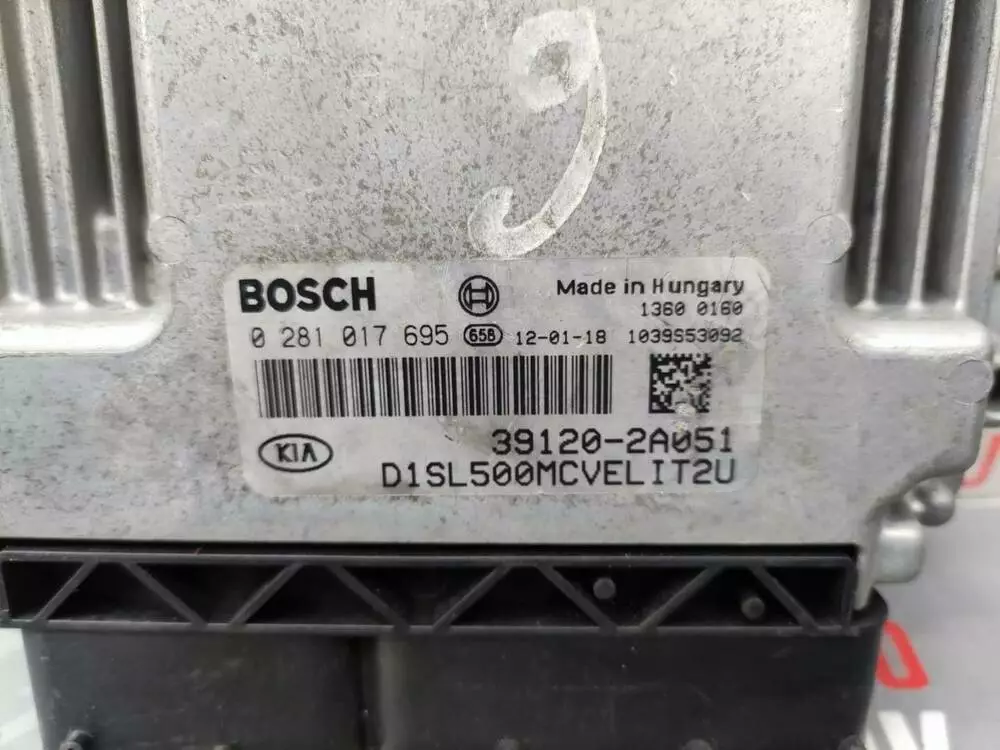 9
BOSCH
Made in Hungary
1360 0160
0 281 017 695 656 12-01-18 1039S53092
KIA
39120-2A051
D1SL500MCVELIT2U